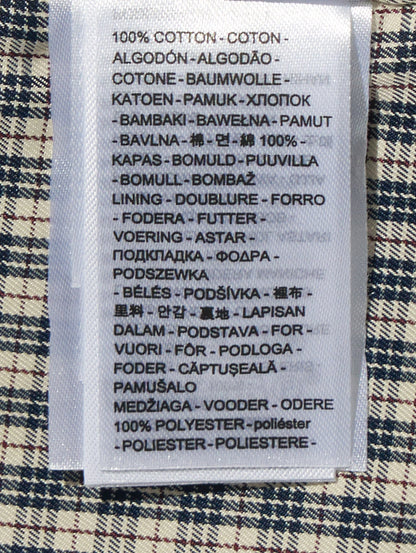 100% COTTON - COTON -
ALGODÓN - ALGODÃO -
COTONE - BAUMWOLLE -
KATOEN - PAMUK - ХЛОПОК
- BAMBAKI - BAWEŁNA - PAMUT
- BAVLNA - 棉 - 면 - 綿 100% -
KAPAS - BOMULD - PUUVILLA
- BOMULL - BOMBAŽ
LINING - DOUBLURE - FORRO
- FODERA - FUTTER -
VOERING - ASTAR -
ПОДКЛАДКА - ФОДРА -
PODSZEWKA
- BÉLÉS - PODŠÍVKA - 裡布 -
里料 - 안감 - 裏地 - LAPISAN
DALAM - PODSTAVA - FOR -
VUORI - FÔR - PODLOGA -
FODER - CĂPTUȘEALĂ -
PAMUŠALO
MEDŽIAGA - VOODER - ODERE
100% POLYESTER - poliéster
- POLIESTER - POLIESTERE -